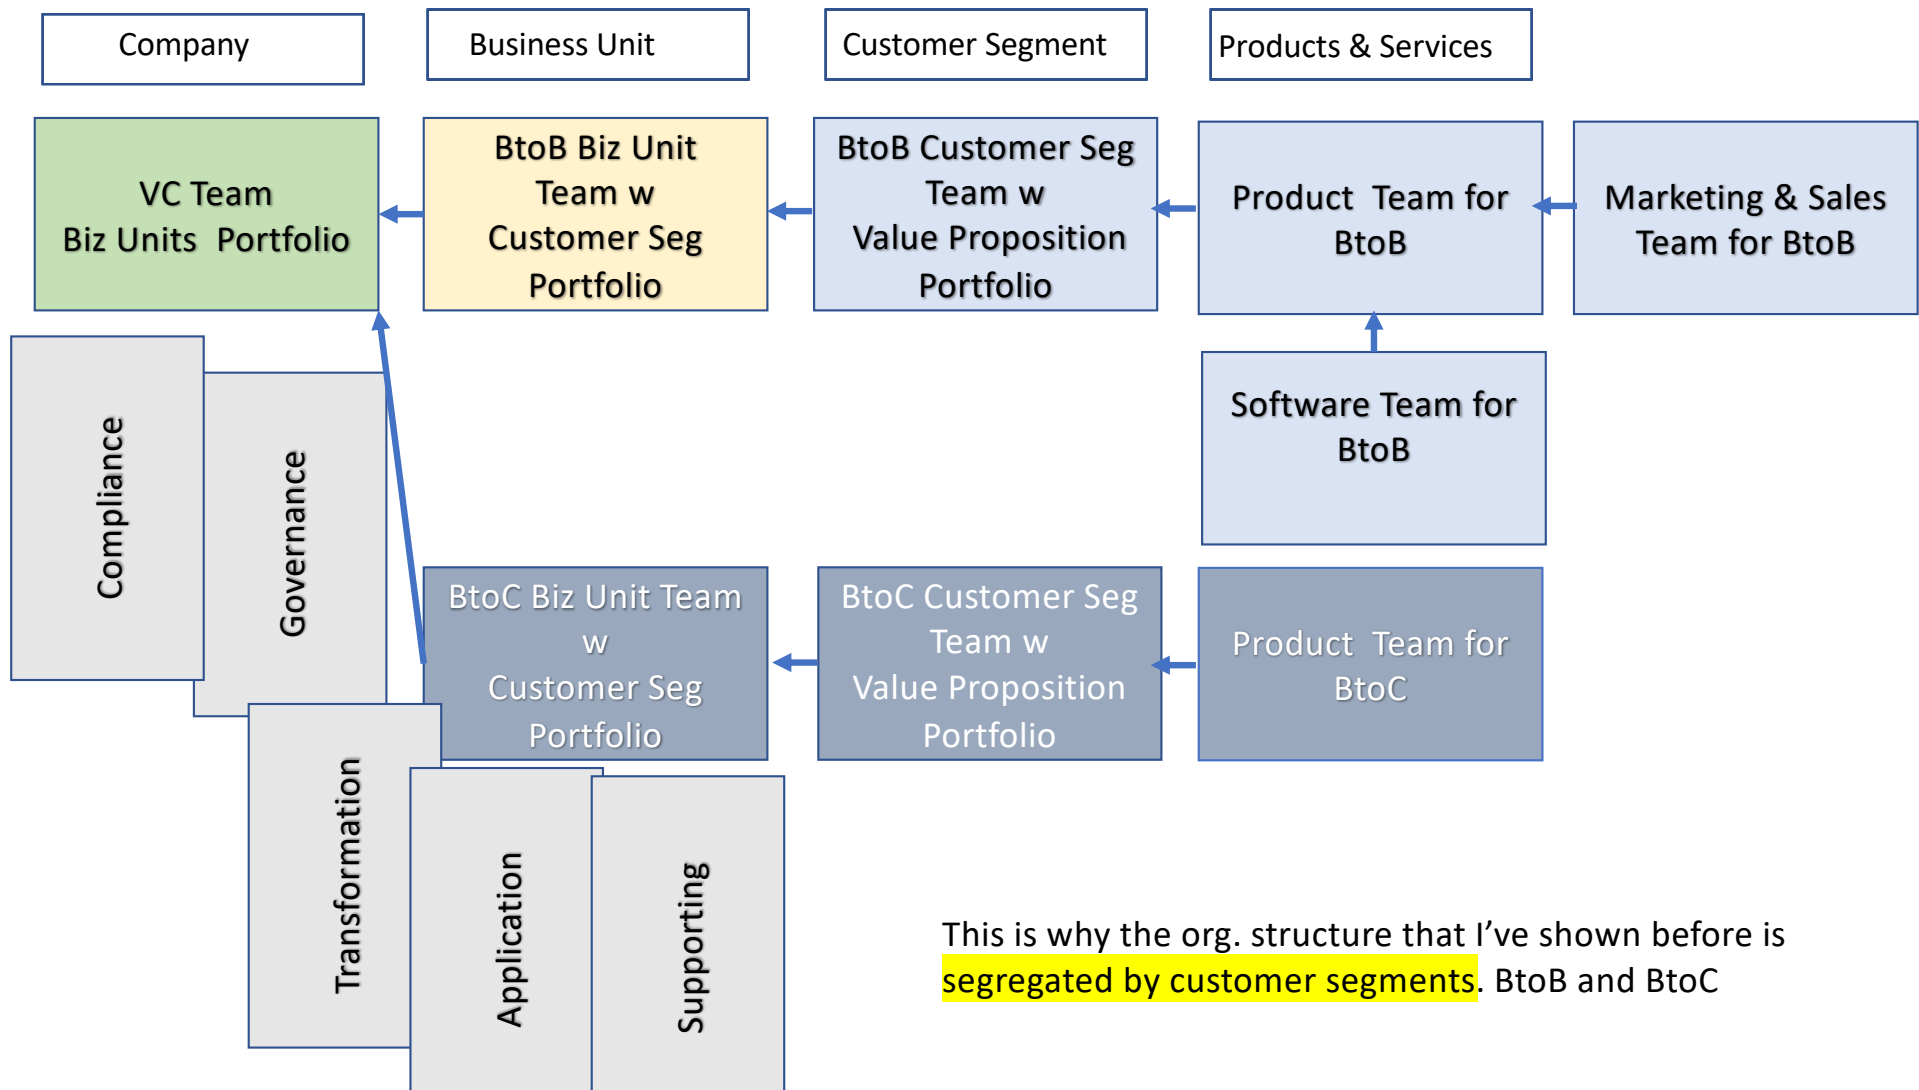 Company
Business Unit
Customer Segment
Products & Services
VC Team
Biz Units Portfolio
BtoB Biz Unit
Team w
Customer Seg
Portfolio
BtoB Customer Seg
Team w
Value Proposition
Portfolio
Product Team for
BtoB
Marketing & Sales
Team for BtoB
Software Team for
BtoB
Compliance
Governance
BtoC Biz Unit Team
w
Customer Seg
Portfolio
BtoC Customer Seg
Team w
Value Proposition
Portfolio
Product Team for
BtoC
Transformation
Application
Supporting
This is why the org. structure that I’ve shown before is
segregated by customer segments. BtoB and BtoC